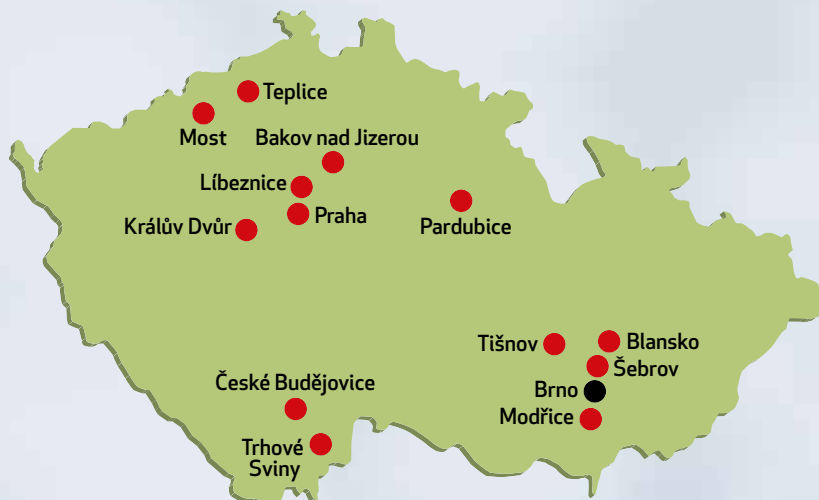 Teplice
Most
Bakov nad Jizerou
Líbeznice
Praha
Králův Dvůr
Pardubice
Tišnov
Blansko
Šebrov
České Budějovice
Brno
Modřice
Trhové
Sviny